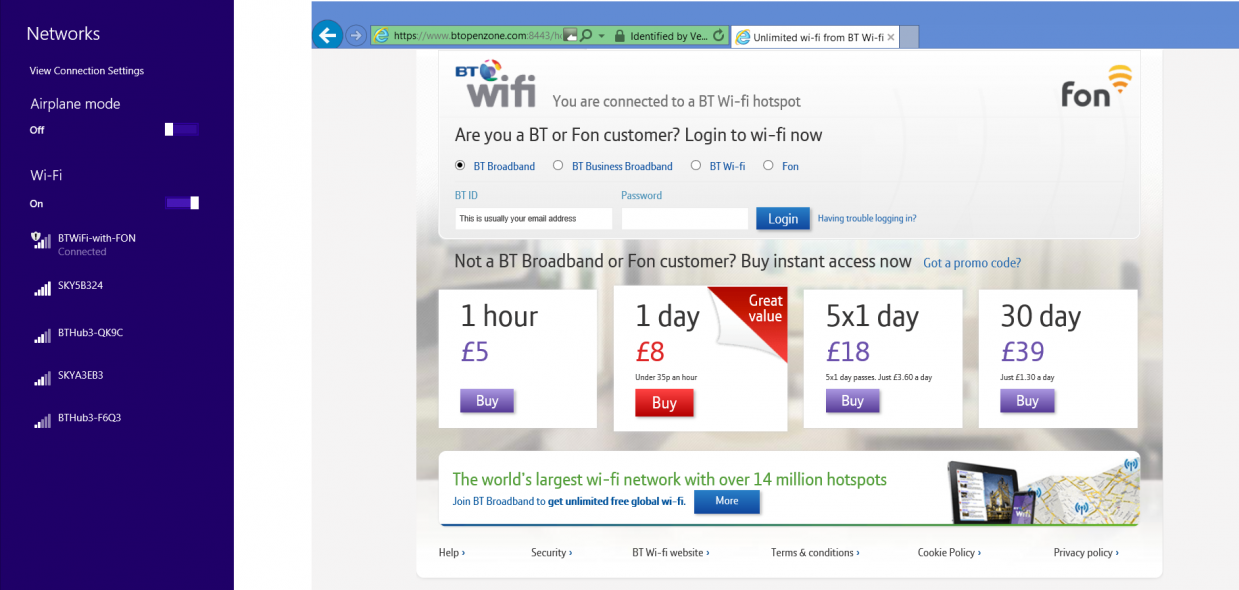 Networks
View Connection Settings
Airplane mode
Off
Wi-Fi
On
BTWiFi-with-FON
Connected
SKY5B324
BTHub3-QK9C
SKYA3EB3
BTHub3-F6Q3
https://www.btopenzone.com:8443/h
Identified by Ve...
Unlimited wi-fi from BT Wi-fi
BT
wifi
You are connected to a BT Wi-fi hotspot
fon
Are you a BT or Fon customer? Login to wi-fi now
BT Broadband BT Business Broadband BT Wi-fi Fon
BT ID Password
This is usually your email address
Login
Having trouble logging in?
Not a BT Broadband or Fon customer? Buy instant access now Got a promo code?
1 hour
£5
Buy
1 day
Great
value
£8
Under 35p an hour
Buy
5x1 day
£18
5x1 day passes. Just £3.60 a day
Buy
30 day
£39
Just £1.30 a day
Buy
The world's largest wi-fi network with over 14 million hotspots
Join BT Broadband to get unlimited free global wi-fi.
More
Help › Security › BT Wi-fi website › Terms & conditions › Cookie Policy › Privacy policy ›